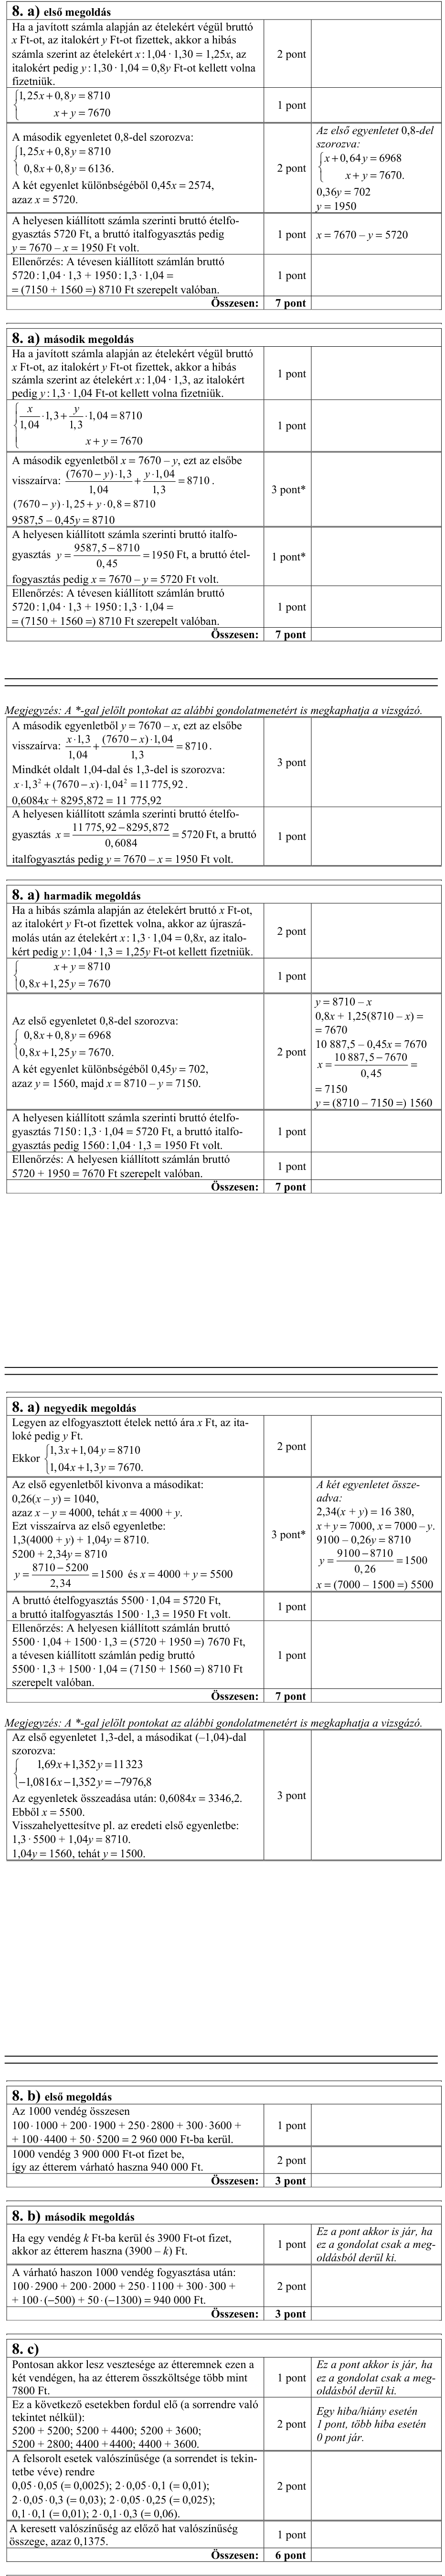 8. a) első megoldás
Ha a javított számla alapján az ételekért végül bruttó
x Ft-ot, az italokért y Ft-ot fizettek, akkor a hibás
számla szerint az ételekért x : 1,04 · 1,30 = 1,25x, az
italokért pedig y : 1,30 · 1,04 = 0,8y Ft-ot kellett volna
fizetniük.
2 pont
1,25x + 0,8y = 8710
x + y = 7670
1 pont
A második egyenletet 0,8-del szorozva:
1,25x + 0,8y = 8710
0,8x + 0,8y = 6136.
A két egyenlet különbségéből 0,45x = 2574,
azaz x = 5720.
2 pont
Az első egyenletet 0,8-del
szorozva:
x + 0,64y = 6968
x + y = 7670.
0,36y = 702
y = 1950
A helyesen kiállított számla szerinti bruttó ételfo-
gyasztás 5720 Ft, a bruttó italfogyasztás pedig
y = 7670 – x = 1950 Ft volt.
1 pont
x = 7670 – y = 5720
Ellenőrzés: A tévesen kiállított számlán bruttó
5720 : 1,04 · 1,3 + 1950 : 1,3 · 1,04 =
= (7150 + 1560 =) 8710 Ft szerepelt valóban.
1 pont
Összesen: 7 pont
8. a) második megoldás
Ha a javított számla alapján az ételekért végül bruttó
x Ft-ot, az italokért y Ft-ot fizettek, akkor a hibás
számla szerint az ételekért x : 1,04 · 1,3, az italokért
pedig y : 1,3 · 1,04 Ft-ot kellett volna fizetniük.
1 pont
x/1,04 · 1,3 + y/1,3 · 1,04 = 8710
x + y = 7670
1 pont
A második egyenletből x = 7670 – y, ezt az elsőbe
visszaírva: (7670 – y) · 1,3/1,04 + y · 1,04/1,3 = 8710 .
(7670 – y) · 1,25 + y · 0,8 = 8710
9587,5 – 0,45y = 8710
3 pont*
A helyesen kiállított számla szerinti bruttó italfo-
gyasztás y = (9587,5 – 8710)/0,45 = 1950 Ft, a bruttó étel-
fogyasztás pedig x = 7670 – y = 5720 Ft volt.
1 pont*
Ellenőrzés: A tévesen kiállított számlán bruttó
5720 : 1,04 · 1,3 + 1950 : 1,3 · 1,04 =
= (7150 + 1560 =) 8710 Ft szerepelt valóban.
1 pont
Összesen: 7 pont
Megjegyzés: A *-gal jelölt pontokat az alábbi gondolatmenetért is megkaphatja a vizsgázó.
A második egyenletből y = 7670 – x, ezt az elsőbe
visszaírva: x · 1,3/1,04 + (7670 – x) · 1,04/1,3 = 8710 .
Mindkét oldalt 1,04-dal és 1,3-del is szorozva:
x · 1,3² + (7670 – x) · 1,04² = 11 775,92 .
0,6084x + 8295,872 = 11 775,92
3 pont
A helyesen kiállított számla szerinti bruttó ételfo-
gyasztás x = (11 775,92 – 8295,872)/0,6084 = 5720 Ft, a bruttó
italfogyasztás pedig y = 7670 – x = 1950 Ft volt.
1 pont
8. a) harmadik megoldás
Ha a hibás számla alapján az ételekért bruttó x Ft-ot,
az italokért y Ft-ot fizettek volna, akkor az újraszá-
molás után az ételekért x : 1,3 · 1,04 = 0,8x, az italo-
kért pedig y : 1,04 · 1,3 = 1,25y Ft-ot kellett fizetniük.
2 pont
x + y = 8710
0,8x + 1,25y = 7670
1 pont
Az első egyenletet 0,8-del szorozva:
0,8x + 0,8y = 6968
0,8x + 1,25y = 7670.
A két egyenlet különbségéből 0,45y = 702,
azaz y = 1560, majd x = 8710 – y = 7150.
2 pont
y = 8710 – x
0,8x + 1,25(8710 – x) =
= 7670
10 887,5 – 0,45x = 7670
x = (10 887,5 – 7670)/0,45 =
= 7150
y = (8710 – 7150 =) 1560
A helyesen kiállított számla szerinti bruttó ételfo-
gyasztás 7150 : 1,3 · 1,04 = 5720 Ft, a bruttó italfo-
gyasztás pedig 1560 : 1,04 · 1,3 = 1950 Ft volt.
1 pont
Ellenőrzés: A helyesen kiállított számlán bruttó
5720 + 1950 = 7670 Ft szerepelt valóban.
1 pont
Összesen: 7 pont
8. a) negyedik megoldás
Legyen az elfogyasztott ételek nettó ára x Ft, az ita-
loké pedig y Ft.
Ekkor 1,3x + 1,04y = 8710
1,04x + 1,3y = 7670.
2 pont
Az első egyenletből kivonva a másodikat:
0,26(x – y) = 1040,
azaz x – y = 4000, tehát x = 4000 + y.
Ezt visszaírva az első egyenletbe:
1,3(4000 + y) + 1,04y = 8710.
5200 + 2,34y = 8710
y = (8710 – 5200)/2,34 = 1500 és x = 4000 + y = 5500
3 pont*
A két egyenletet össze-
adva:
2,34(x + y) = 16 380,
x + y = 7000, x = 7000 – y.
9100 – 0,26y = 8710
y = (9100 – 8710)/0,26 = 1500
x = (7000 – 1500 =) 5500
A bruttó ételfogyasztás 5500 · 1,04 = 5720 Ft,
a bruttó italfogyasztás 1500 · 1,3 = 1950 Ft volt.
1 pont
Ellenőrzés: A helyesen kiállított számlán bruttó
5500 · 1,04 + 1500 · 1,3 = (5720 + 1950 =) 7670 Ft,
a tévesen kiállított számlán pedig bruttó
5500 · 1,3 + 1500 · 1,04 = (7150 + 1560 =) 8710 Ft
szerepelt valóban.
1 pont
Összesen: 7 pont
Megjegyzés: A *-gal jelölt pontokat az alábbi gondolatmenetért is megkaphatja a vizsgázó.
Az első egyenletet 1,3-del, a másodikat (–1,04)-dal
szorozva:
1,69x + 1,352y = 11 323
–1,0816x – 1,352y = –7976,8
Az egyenletek összeadása után: 0,6084x = 3346,2.
Ebből x = 5500.
Visszahelyettesítve pl. az eredeti első egyenletbe:
1,3 · 5500 + 1,04y = 8710.
1,04y = 1560, tehát y = 1500.
3 pont
8. b) első megoldás
Az 1000 vendég összesen
100 · 1000 + 200 · 1900 + 250 · 2800 + 300 · 3600 +
+ 100 · 4400 + 50 · 5200 = 2 960 000 Ft-ba kerül.
1 pont
1000 vendég 3 900 000 Ft-ot fizet be,
így az étterem várható haszna 940 000 Ft.
2 pont
Összesen: 3 pont
8. b) második megoldás
Ha egy vendég k Ft-ba kerül és 3900 Ft-ot fizet,
akkor az étterem haszna (3900 – k) Ft.
1 pont
Ez a pont akkor is jár, ha
ez a gondolat csak a meg-
oldásból derül ki.
A várható haszon 1000 vendég fogyasztása után:
100 · 2900 + 200 · 2000 + 250 · 1100 + 300 · 300 +
+ 100 · (–500) + 50 · (–1300) = 940 000 Ft.
2 pont
Összesen: 3 pont
8. c)
Pontosan akkor lesz vesztesége az étteremnek ezen a
két vendégen, ha az étterem összköltsége több mint
7800 Ft.
1 pont
Ez a pont akkor is jár, ha
ez a gondolat csak a meg-
oldásból derül ki.
Ez a következő esetekben fordul elő (a sorrendre való
tekintet nélkül):
5200 + 5200; 5200 + 4400; 5200 + 3600;
5200 + 2800; 4400 +4400; 4400 + 3600.
2 pont
Egy hiba/hiány esetén
1 pont, több hiba esetén
0 pont jár.
A felsorolt esetek valószínűsége (a sorrendet is tekin-
tetbe véve) rendre
0,05 · 0,05 (= 0,0025); 2 · 0,05 · 0,1 (= 0,01);
2 · 0,05 · 0,3 (= 0,03); 2 · 0,05 · 0,25 (= 0,025);
0,1 · 0,1 (= 0,01); 2 · 0,1 · 0,3 (= 0,06).
2 pont
A keresett valószínűség az előző hat valószínűség
összege, azaz 0,1375.
1 pont
Összesen: 6 pont